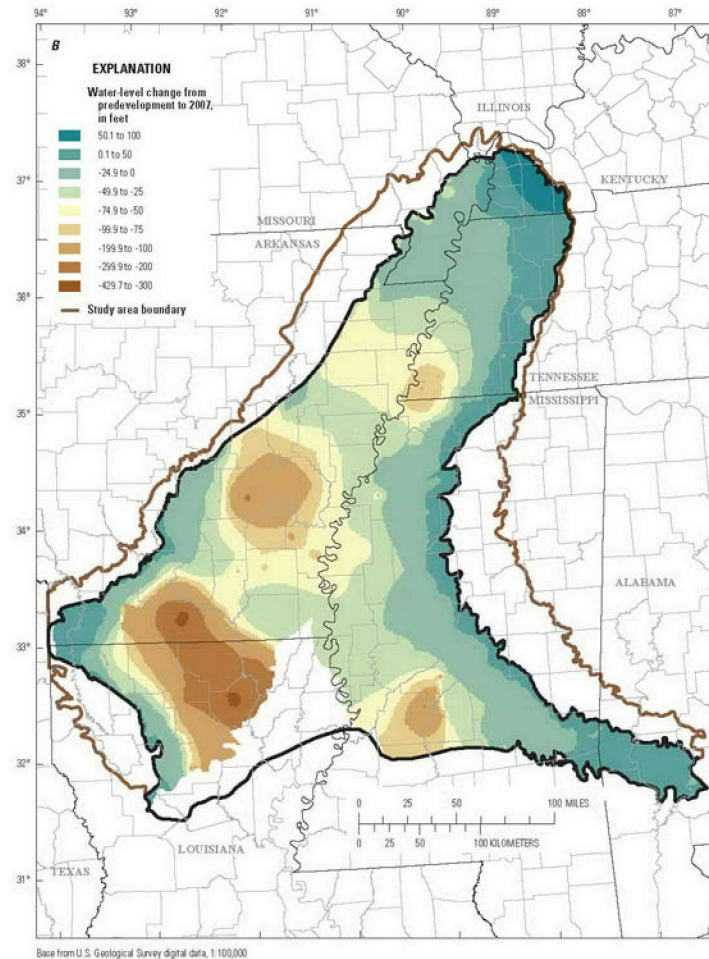 94° 93° 92° 91° 90° 89° 88° 87°
B
38°
37°
36°
35°
34°
33°
32°
31°
EXPLANATION
Water-level change from
predevelopment to 2007,
in feet
50.1 to 100
0.1 to 50
-24.9 to 0
-49.9 to -25
-74.9 to -50
-99.9 to -75
-199.9 to -100
-299.9 to -200
-429.7 to -300
Study area boundary
ILLINOIS
KENTUCKY
MISSOURI
ARKANSAS
TENNESSEE
MISSISSIPPI
ALABAMA
LOUISIANA
TEXAS
0 25 50 100 MILES
0 25 50 100 KILOMETERS
Base from U.S. Geological Survey digital data, 1:100,000